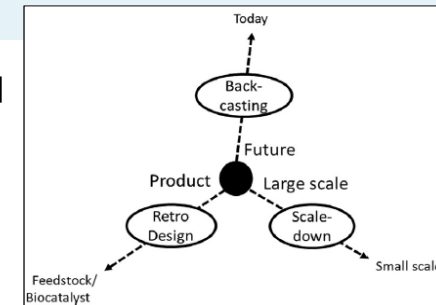 Today
Back-
casting
Future
Product
Large scale
Retro
Design
Scale-
down
Small scale
Feedstock/
Biocatalyst